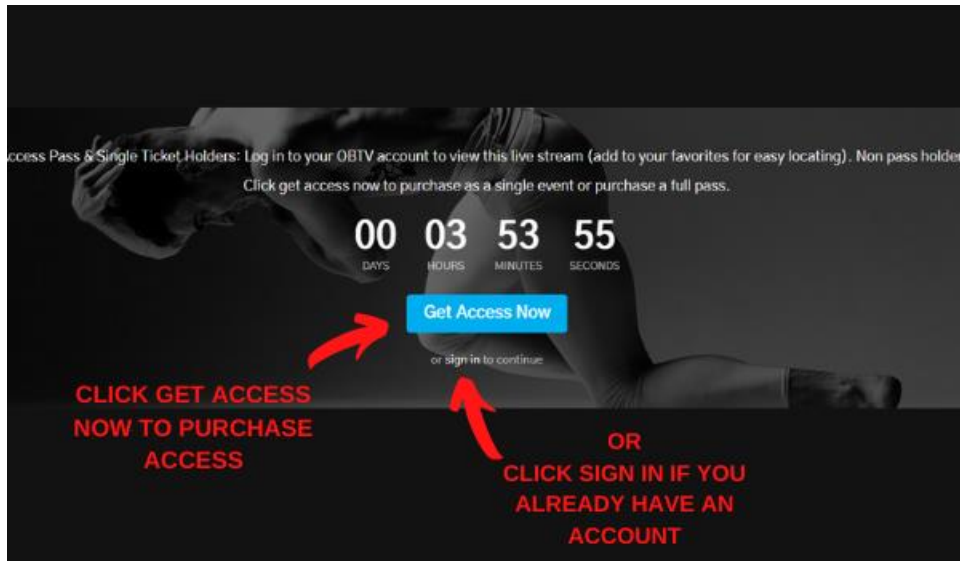 ccess Pass & Single Ticket Holders: Log in to your OBTV account to view this live stream (add to your favorites for easy locating). Non pass holder
Click get access now to purchase as a single event or purchase a full pass.
00 03 53 55
DAYS HOURS MINUTES SECONDS
Get Access Now
or sign in to continue
CLICK GET ACCESS
NOW TO PURCHASE
ACCESS
OR
CLICK SIGN IN IF YOU
ALREADY HAVE AN
ACCOUNT